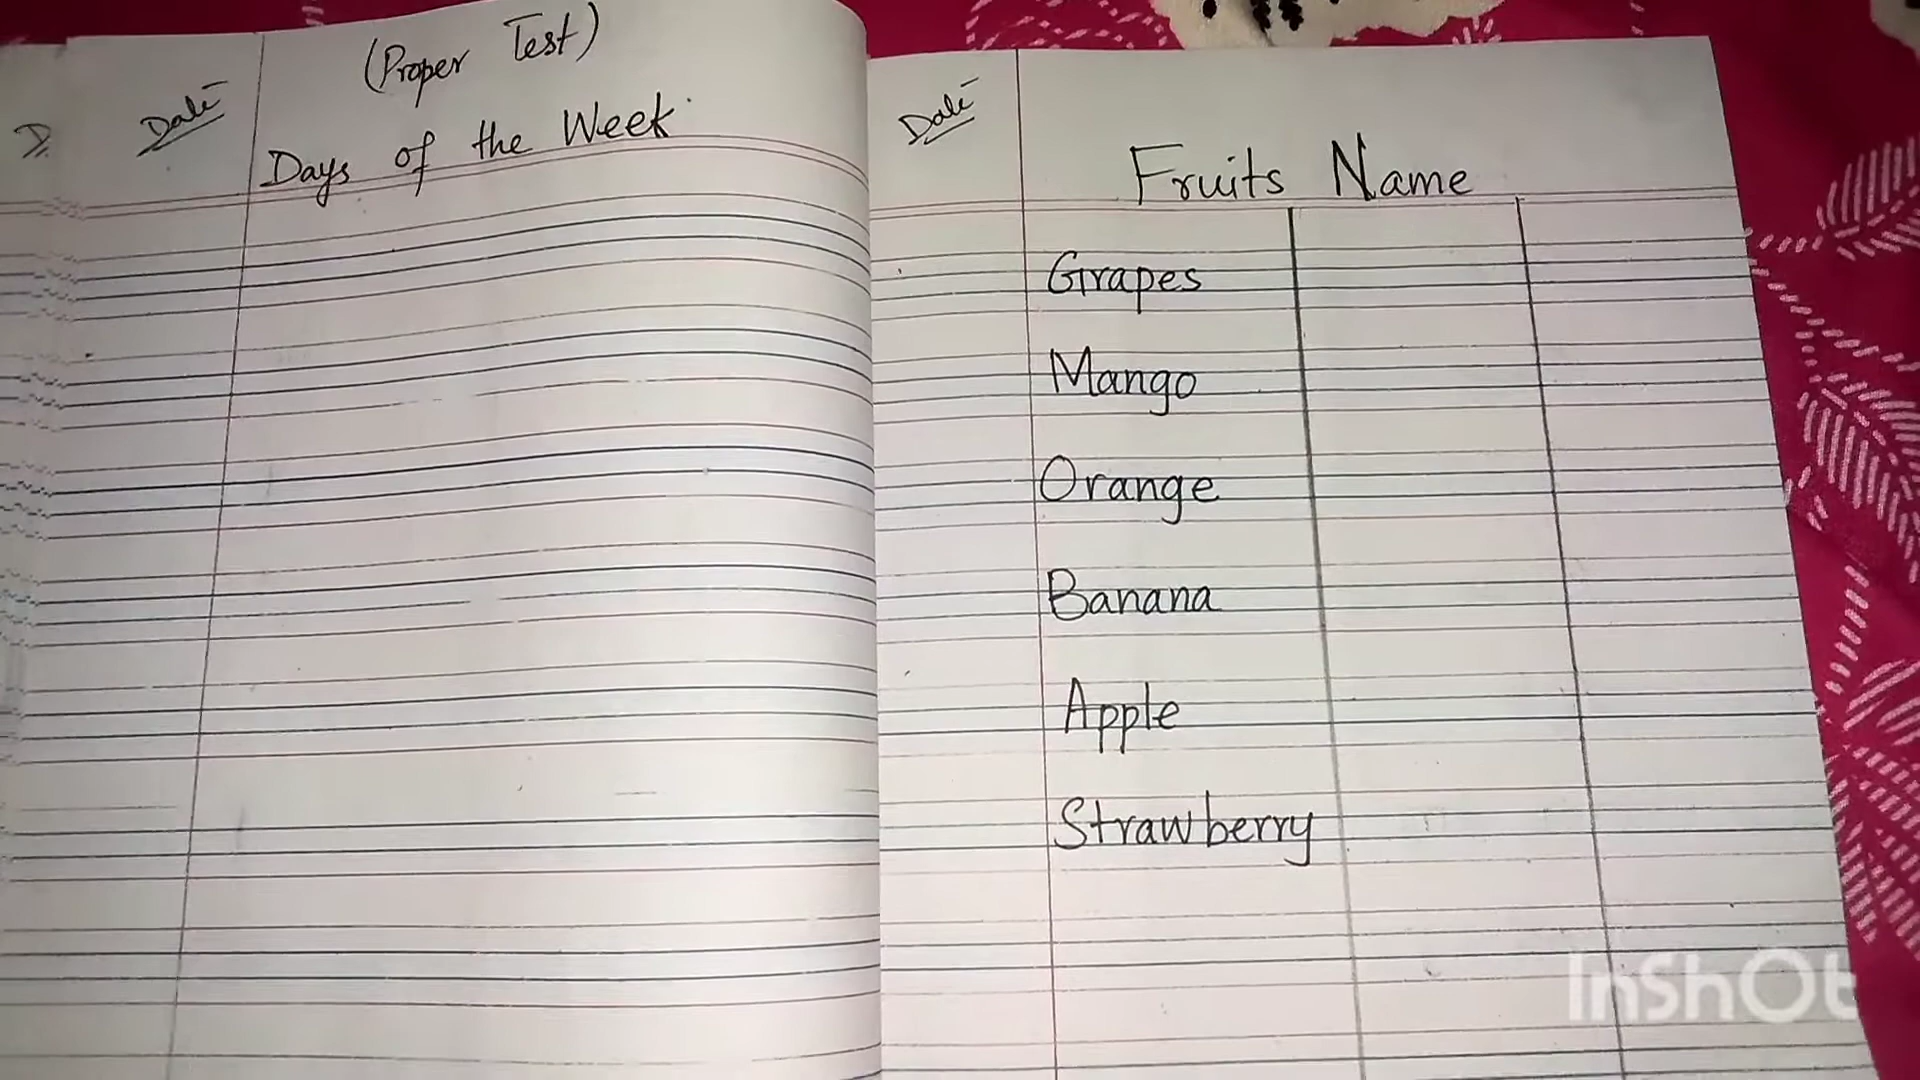 (Proper Test)
Date
Days of the Week.
Date
Fruits Name
Grapes
Mango
Orange
Banana
Apple
Strawberry
InShOt